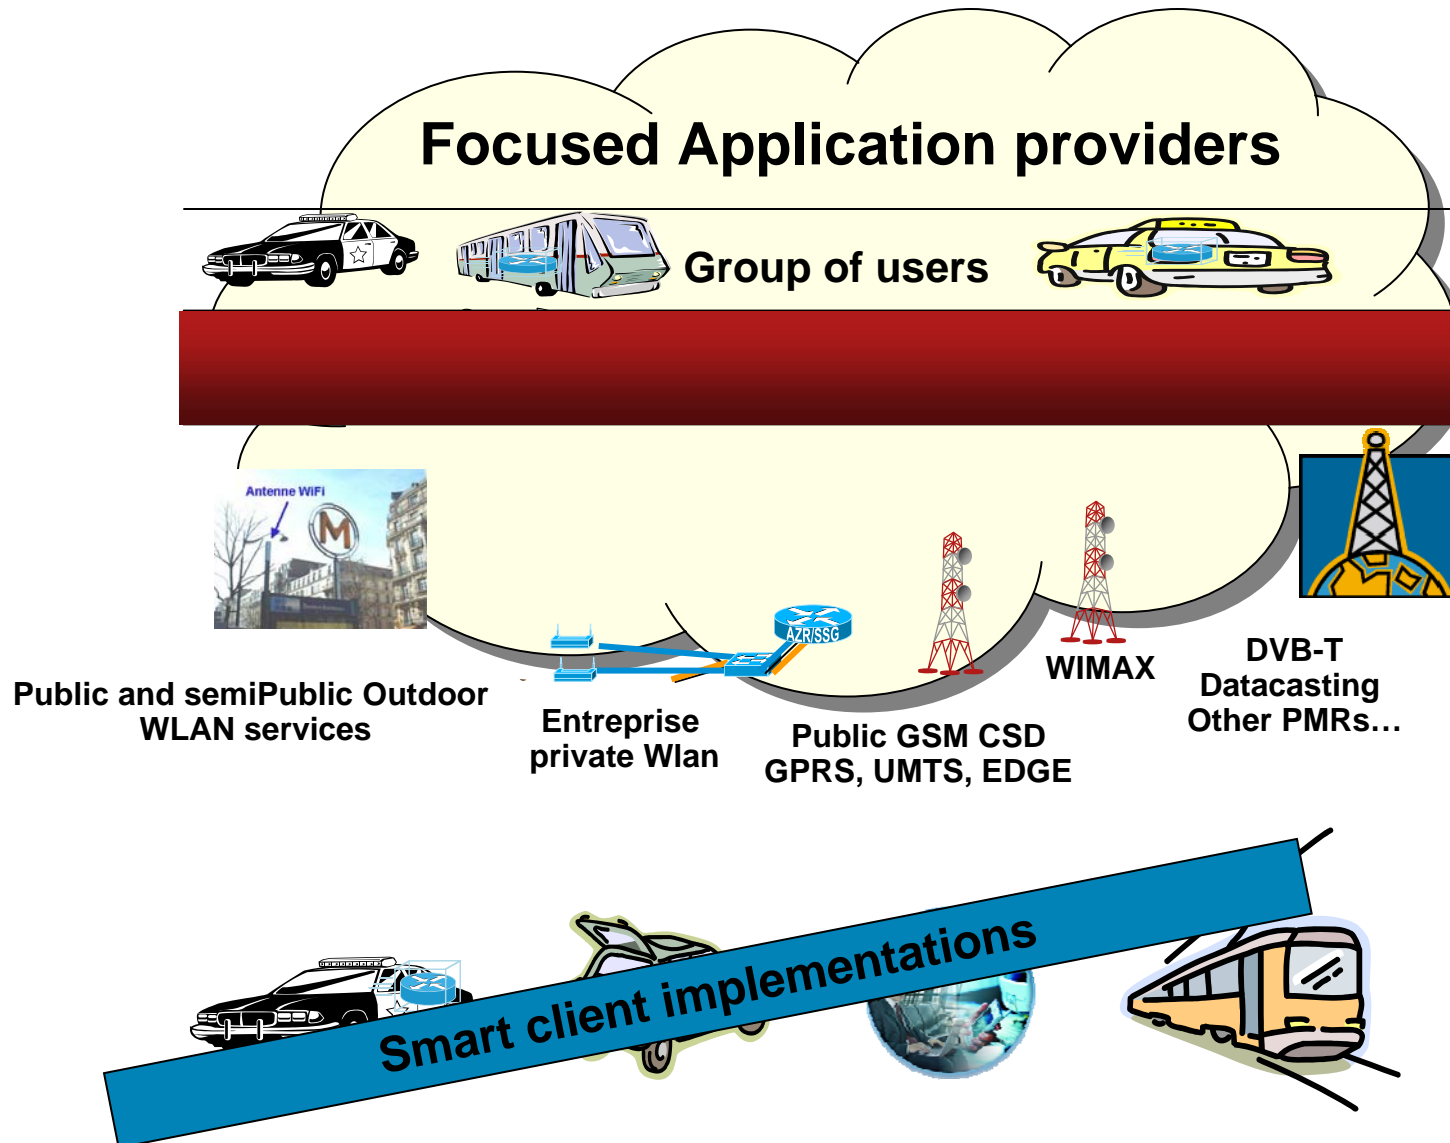 Focused Application providers
Group of users
Antenne WiFi
M
AZR/SSG
Public and semiPublic Outdoor
WLAN services
Entreprise
private Wlan
Public GSM CSD
GPRS, UMTS, EDGE
WIMAX
DVB-T
Datacasting
Other PMRs…
Smart client implementations